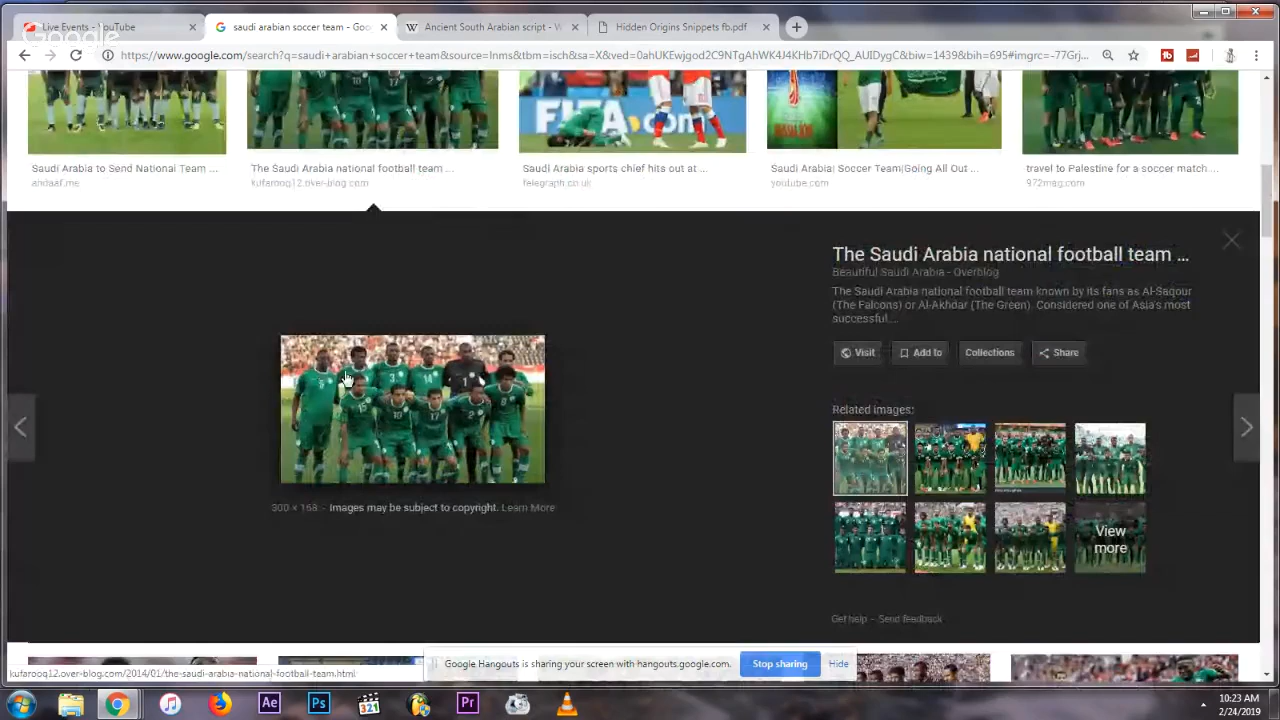 Live Events - YouTube
saudi arabian soccer team - Goo
Ancient South Arabian script - Vi
Hidden Origins Snippets fb.pdf
Google
https://www.google.com/search?q=saudi+arabian+soccer+team&source=lnms&tbm=isch&sa=X&ved=0ahUKEwjgod2C9NTgAhWK4J4KHb7iDrQQ_AUIDygC&biw=1439&bih=695#imgrc=-77Grj...
FIFA.com
Saudi Arabia to Send National Team ...
The Saudi Arabia national football team ...
Saudi Arabia sports chief hits out at ...
Saudi Arabia| Soccer Team|Going All Out ...
travel to Palestine for a soccer match ...
andaaf.me
kufarooq12.over-blog.com
telegraph.co.uk
youtube.com
972mag.com
The Saudi Arabia national football team ...
Beautiful Saudi Arabia - Overblog
The Saudi Arabia national football team known by its fans as Al-Saqour
(The Falcons) or Al-Akhdar (The Green). Considered one of Asia's most
successful....
Visit
Add to
Collections
Share
Related images:
300 × 168 - Images may be subject to copyright. Learn More
View
more
Get help - Send feedback
Google Hangouts is sharing your screen with hangouts.google.com.
Stop sharing
Hide
kufarooq12.over-blog.com/2014/01/the-saudi-arabia-national-football-team.html
321
Ae
Ps
Pr
10:23 AM
2/24/2019